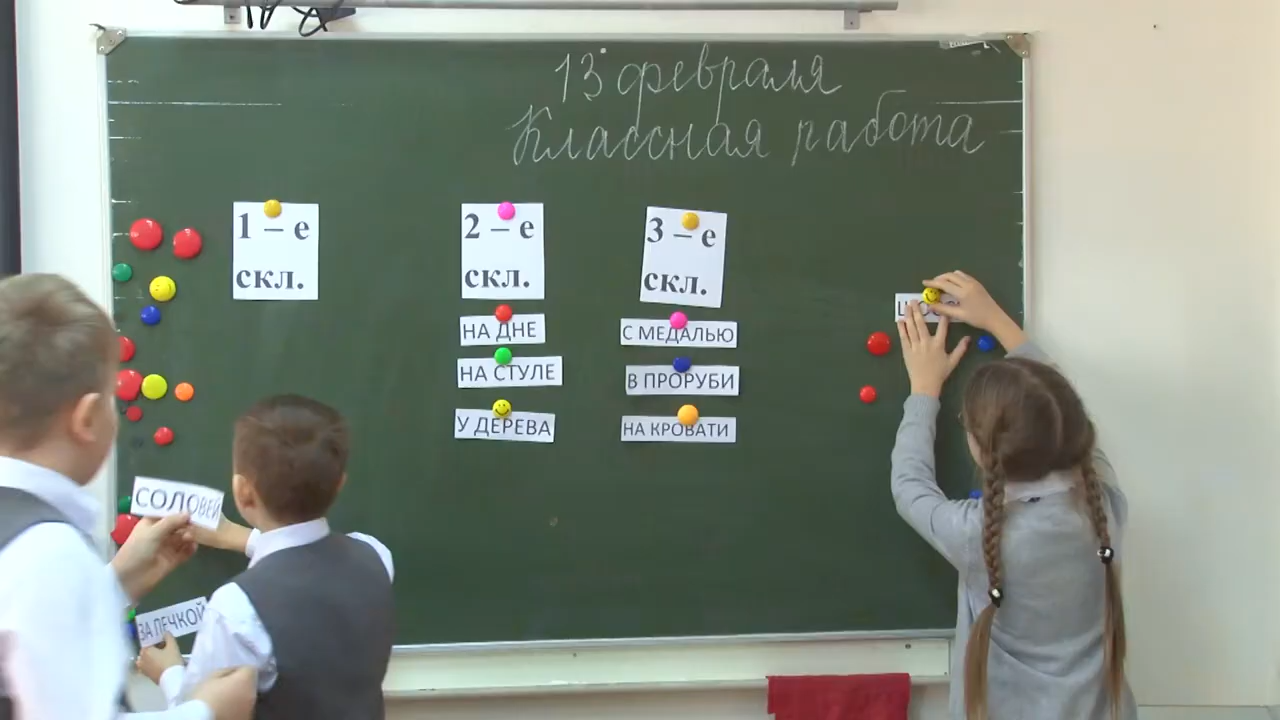 13 февраля
Классная работа
1 – е
скл.
2 – е
скл.
3 – е
скл.
НА ДНЕ
НА СТУЛЕ
У ДЕРЕВА
С МЕДАЛЬЮ
В ПРОРУБИ
НА КРОВАТИ
СОЛОВЕЙ
ЗА ПЕЧКОЙ